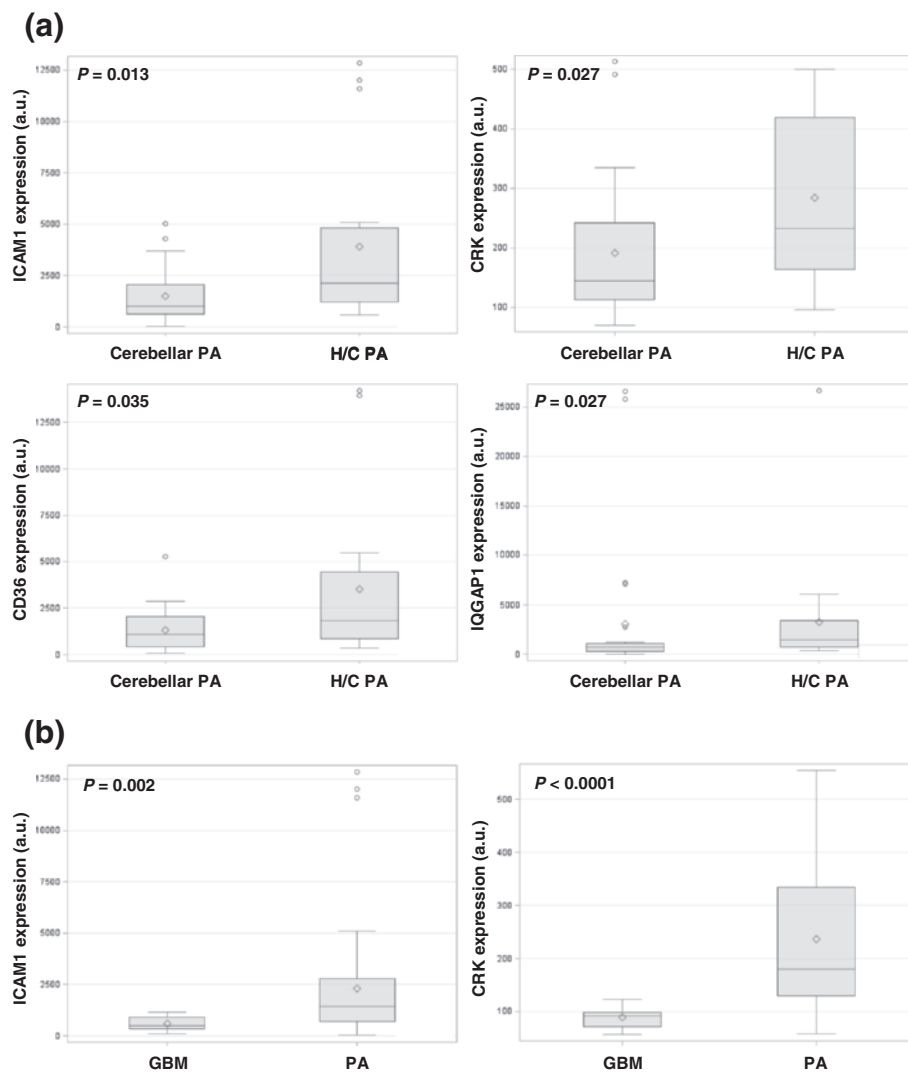 (a)
P = 0.013
ICAM1 expression (a.u.)
12500
10000
7500
5000
2500
0
Cerebellar PA
H/C PA
P = 0.027
CRK expression (a.u.)
500
400
300
200
100
Cerebellar PA
H/C PA
P = 0.035
CD36 expression (a.u.)
12500
10000
7500
5000
2500
0
Cerebellar PA
H/C PA
P = 0.027
IQGAP1 expression (a.u.)
25000
20000
15000
10000
5000
0
Cerebellar PA
H/C PA
(b)
P = 0.002
ICAM1 expression (a.u.)
12500
10000
7500
5000
2500
0
GBM
PA
P < 0.0001
CRK expression (a.u.)
500
400
300
200
100
GBM
PA